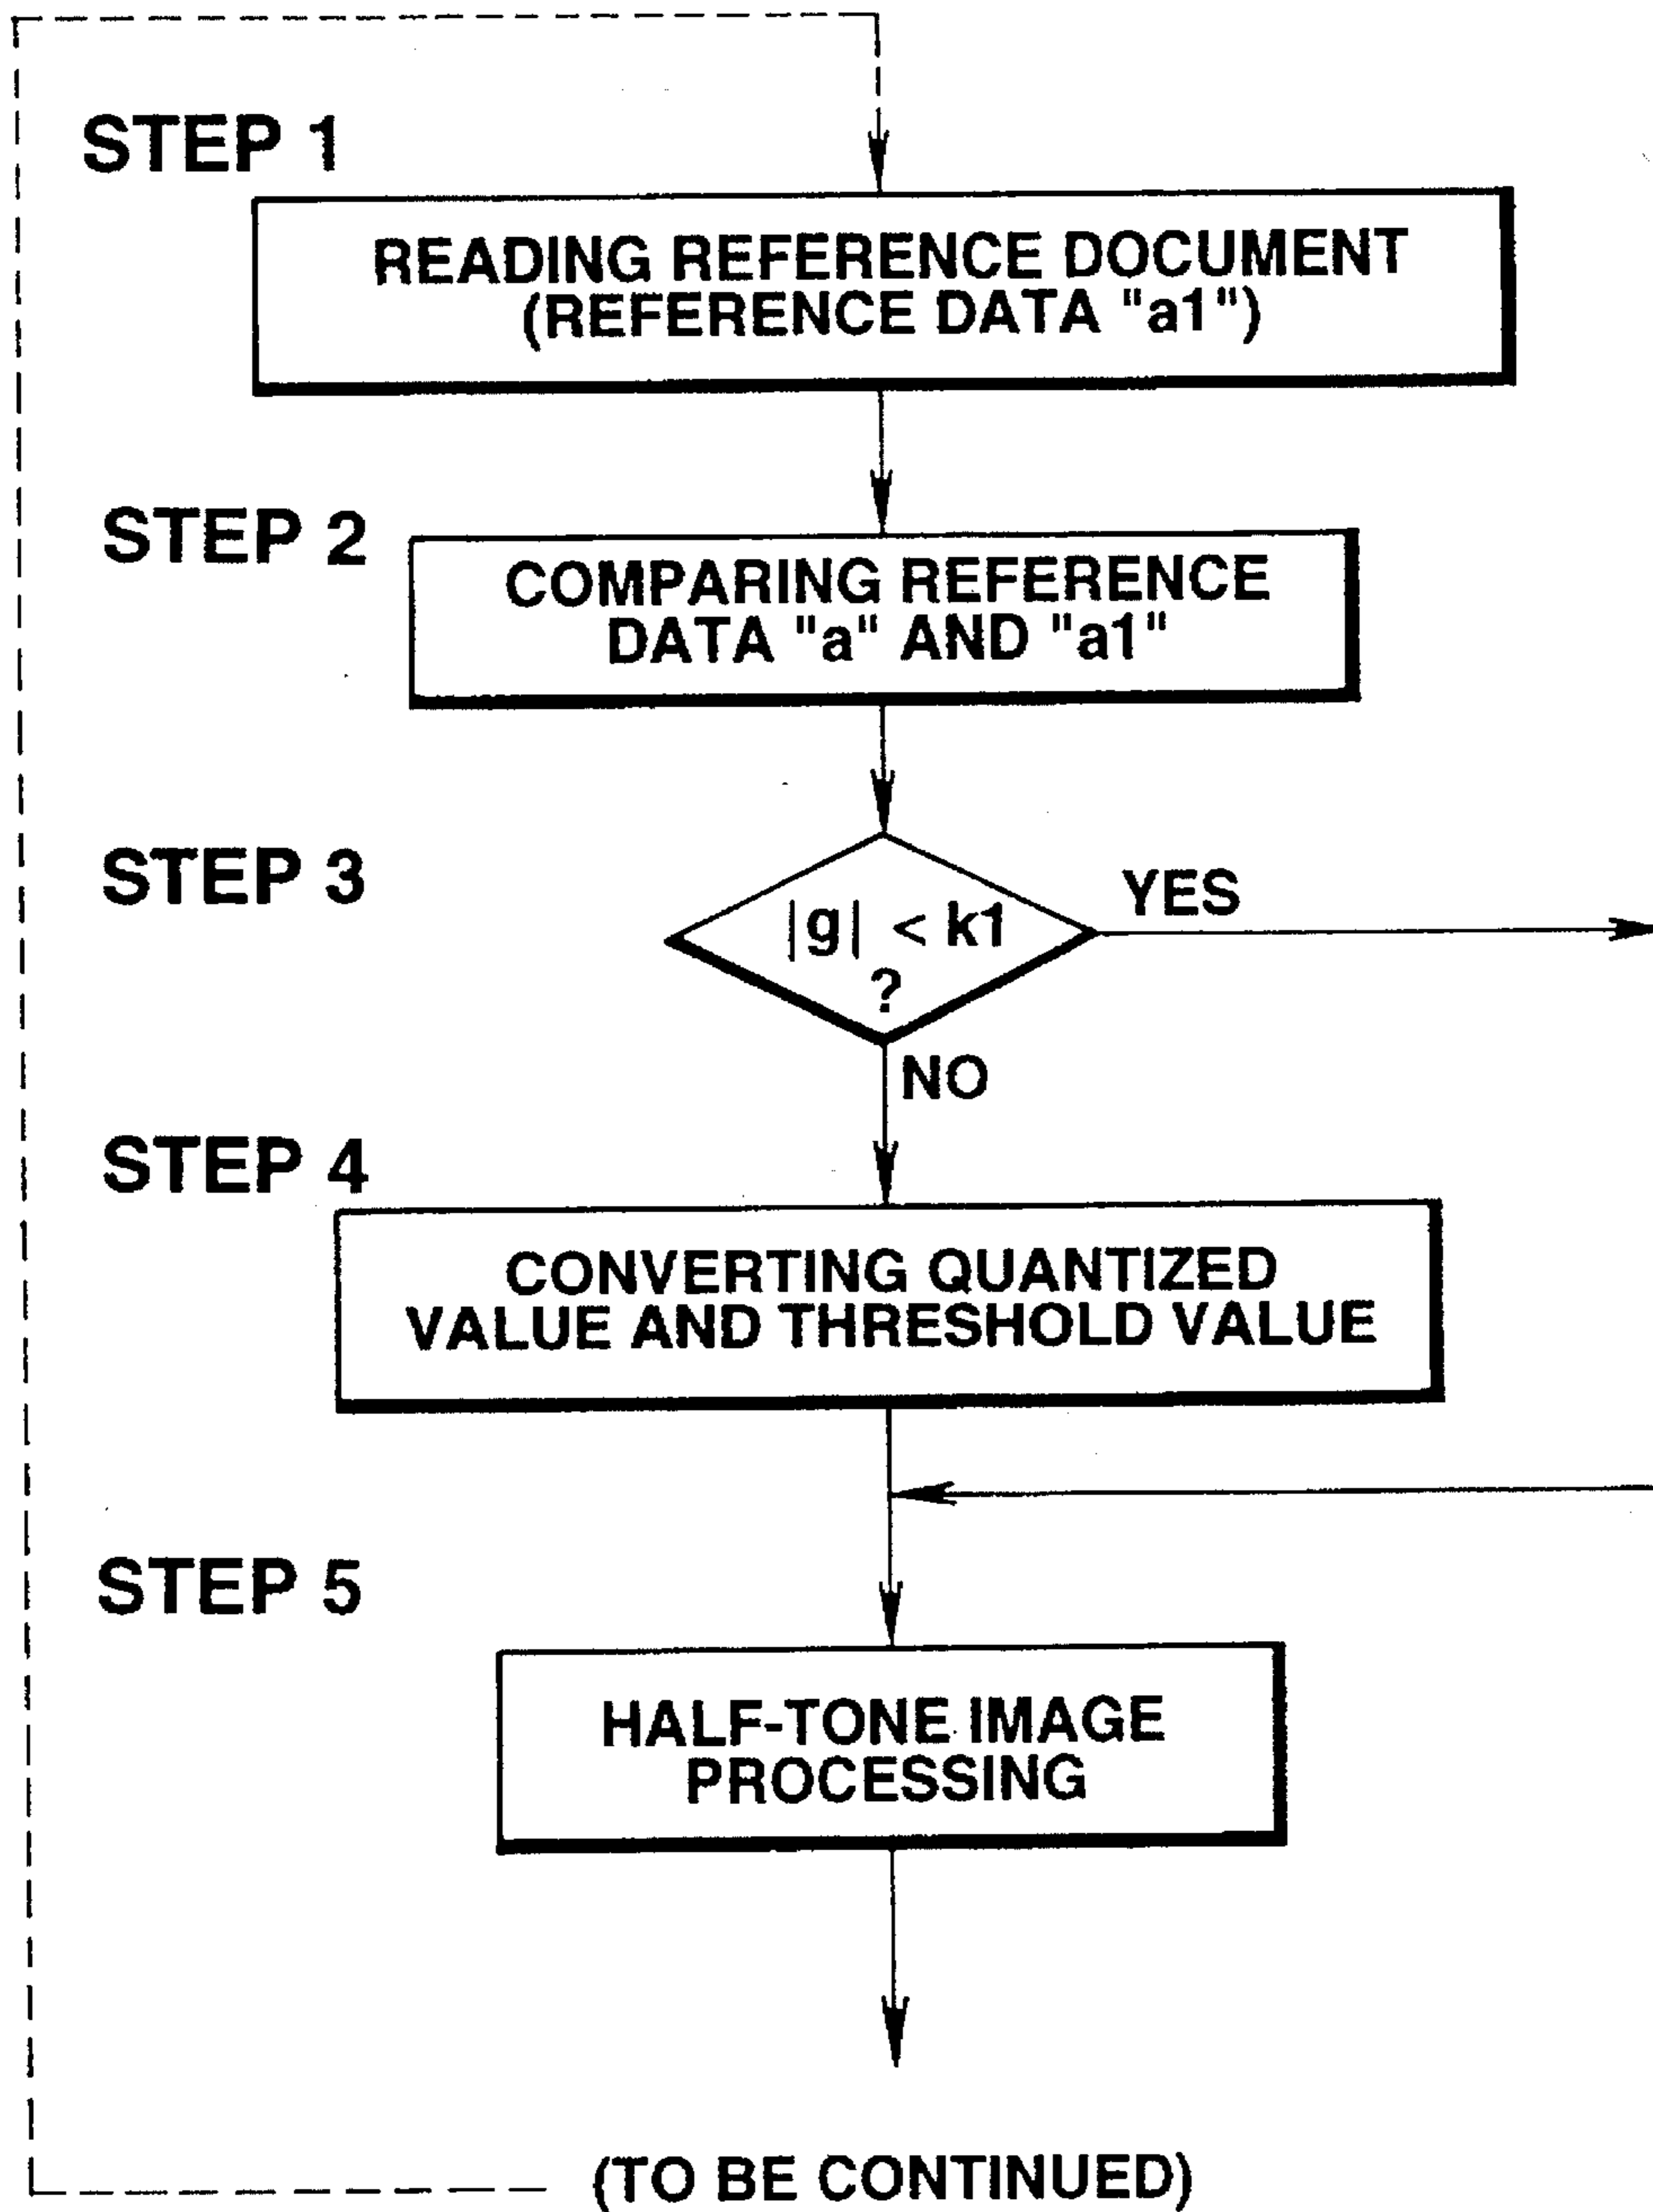 STEP 1
READING REFERENCE DOCUMENT
(REFERENCE DATA "a1")
STEP 2
COMPARING REFERENCE
DATA "a" AND "a1"
STEP 3
|g| < k1
?
YES
NO
STEP 4
CONVERTING QUANTIZED
VALUE AND THRESHOLD VALUE
STEP 5
HALF-TONE IMAGE
PROCESSING
(TO BE CONTINUED)